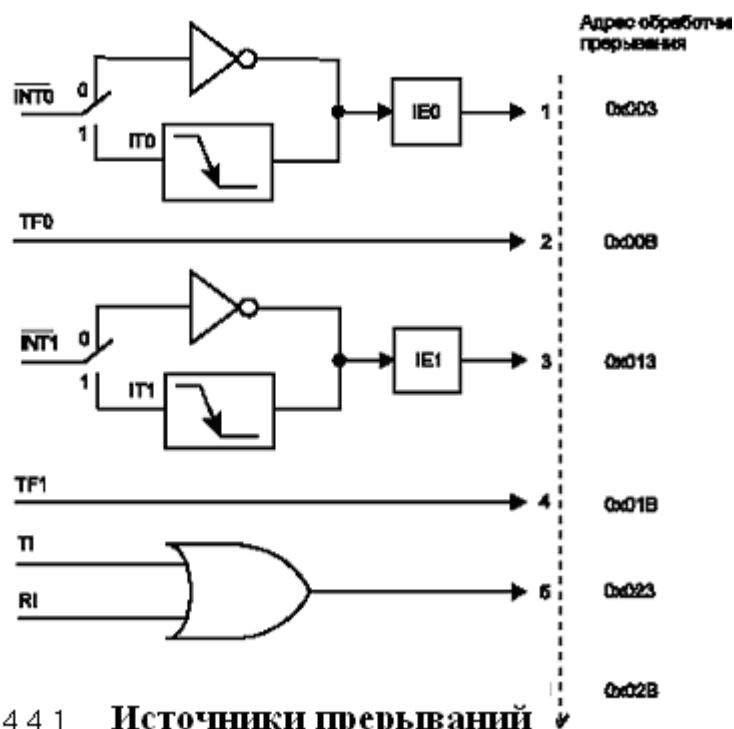 Адрес обработчи
прерывания
INT0
0
1
IT0
IE0
1
0x003
TF0
2
0x00B
INT1
0
1
IT1
IE1
3
0x013
TF1
4
0x01B
TI
RI
5
0x023
0x02B
4 4 1 Источники прерываний